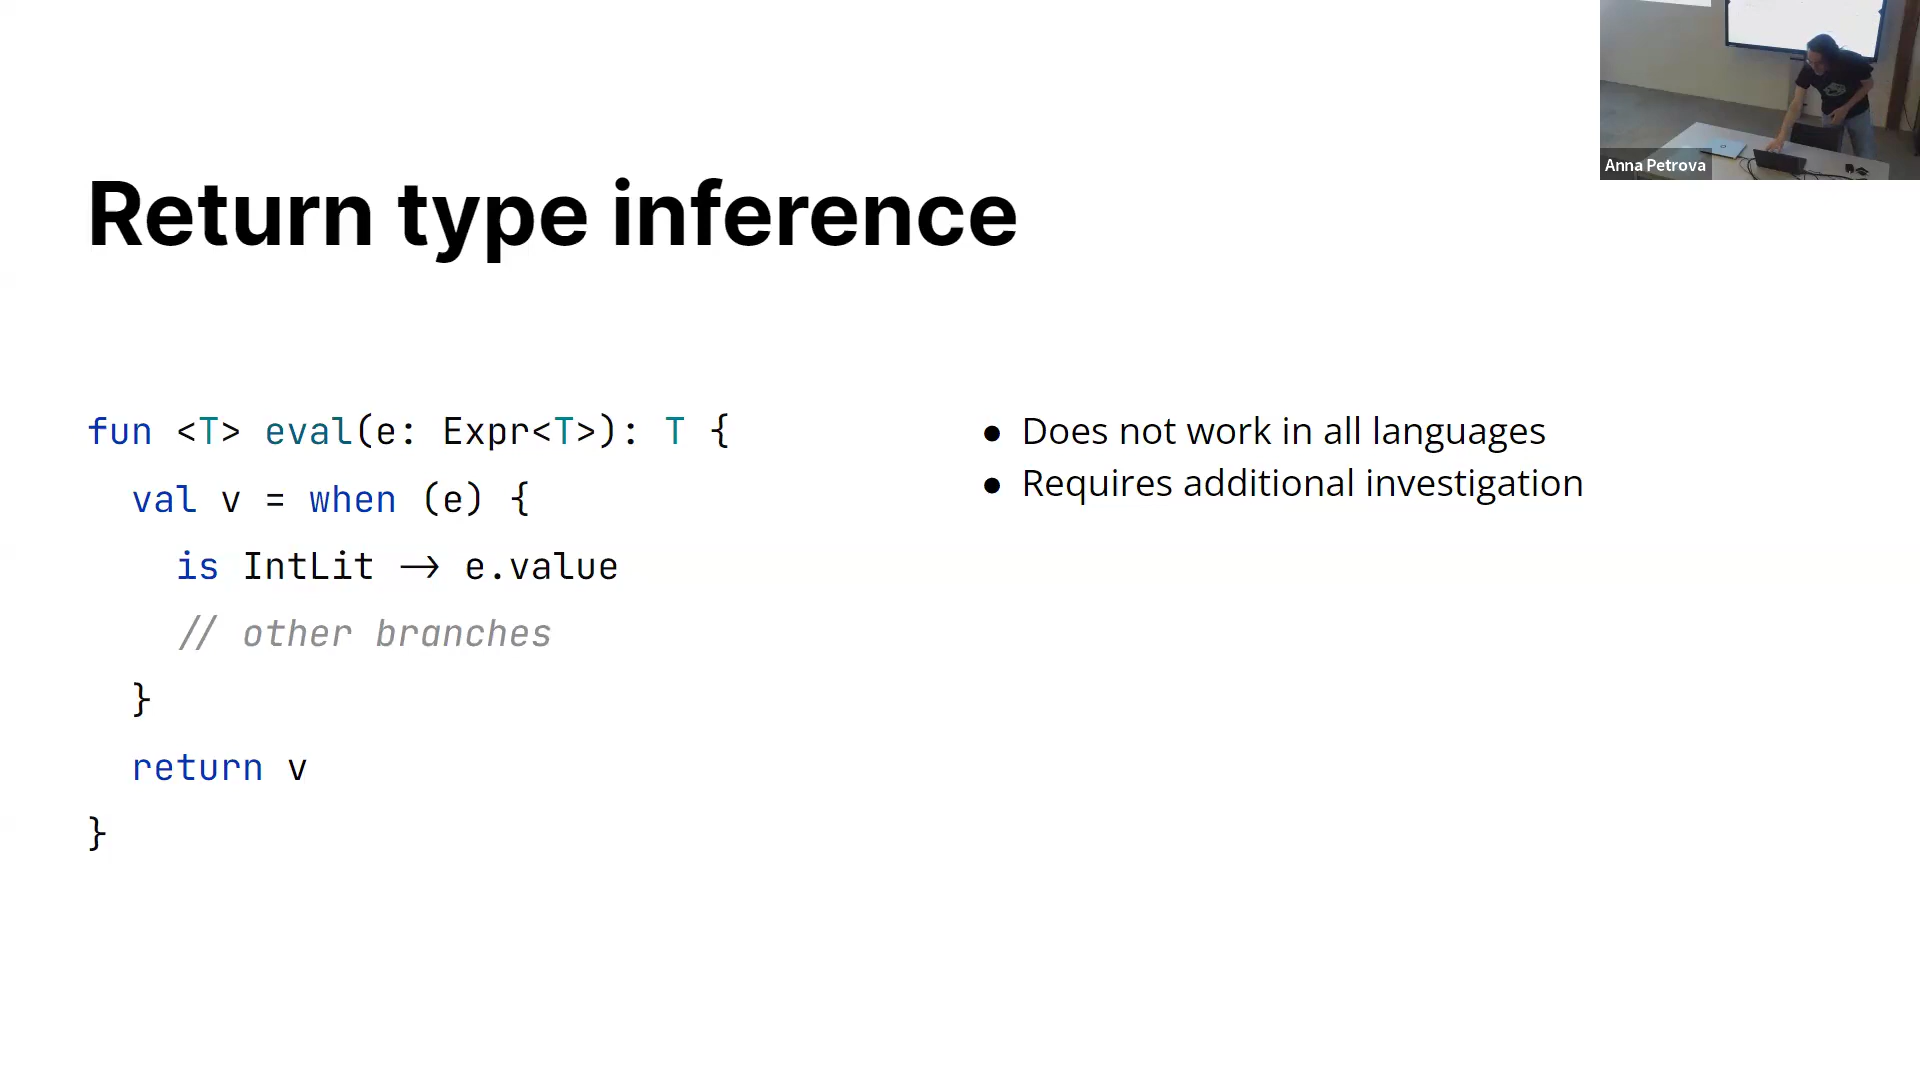 Anna Petrova
Return type inference
fun <T> eval(e: Expr<T>): T {
val v = when (e) {
is IntLit -> e.value
// other branches
}
return v
}
● Does not work in all languages
● Requires additional investigation